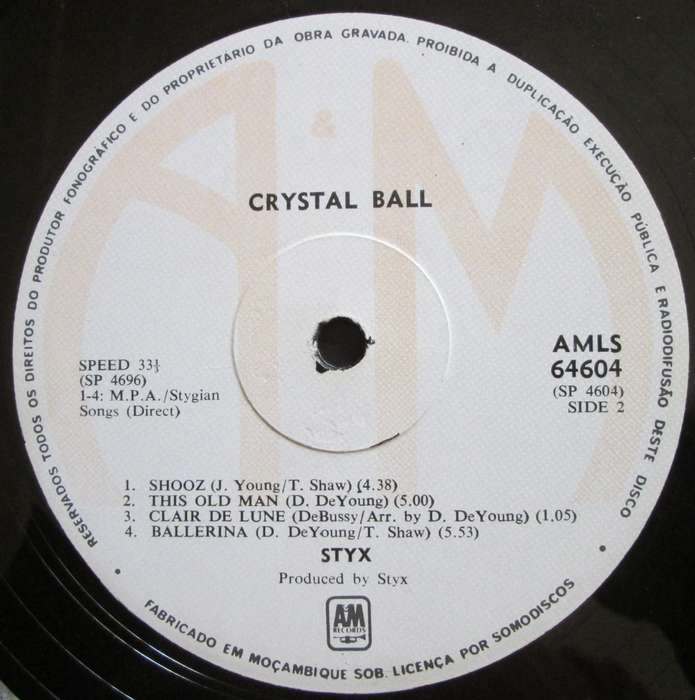 RESERVADOS TODOS OS DIREITOS DO PRODUTOR FONOGRÁFICO E DO PROPRIETÁRIO DA OBRA GRAVADA. PROIBIDA A DUPLICAÇÃO EXECUÇÃO PÚBLICA E RADIODIFUSÃO DESTE DISCO
A&M
CRYSTAL BALL
SPEED 33⅓
(SP 4696)
1-4: M.P.A./Stygian
Songs (Direct)
AMLS
64604
(SP 4604)
SIDE 2
1. SHOOZ (J. Young/T. Shaw) (4.38)
2. THIS OLD MAN (D. DeYoung) (5.00)
3. CLAIR DE LUNE (DeBussy/Arr. by D. DeYoung) (1.05)
4. BALLERINA (D. DeYoung/T. Shaw) (5.53)
STYX
Produced by Styx
A&M
RECORDS
• FABRICADO EM MOÇAMBIQUE SOB. LICENÇA POR SOMODISCOS •